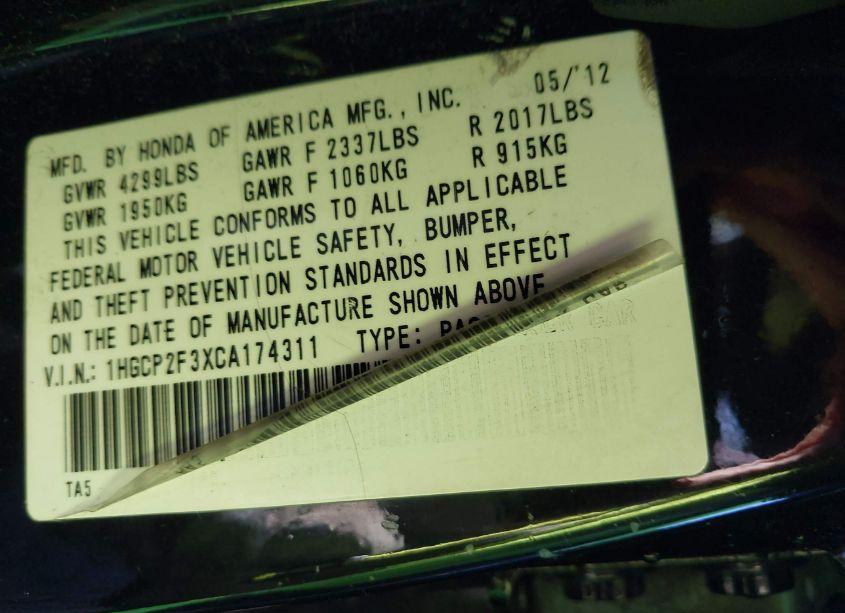 MFD. BY HONDA OF AMERICA MFG., INC. 05/'12
GVWR 4299LBS GAWR F 2337LBS R 2017LBS
GVWR 1950KG GAWR F 1060KG R 915KG
THIS VEHICLE CONFORMS TO ALL APPLICABLE
FEDERAL MOTOR VEHICLE SAFETY, BUMPER,
AND THEFT PREVENTION STANDARDS IN EFFECT
ON THE DATE OF MANUFACTURE SHOWN ABOVE
V.I.N.: 1HGCP2F3XCA174311 TYPE:
TA5